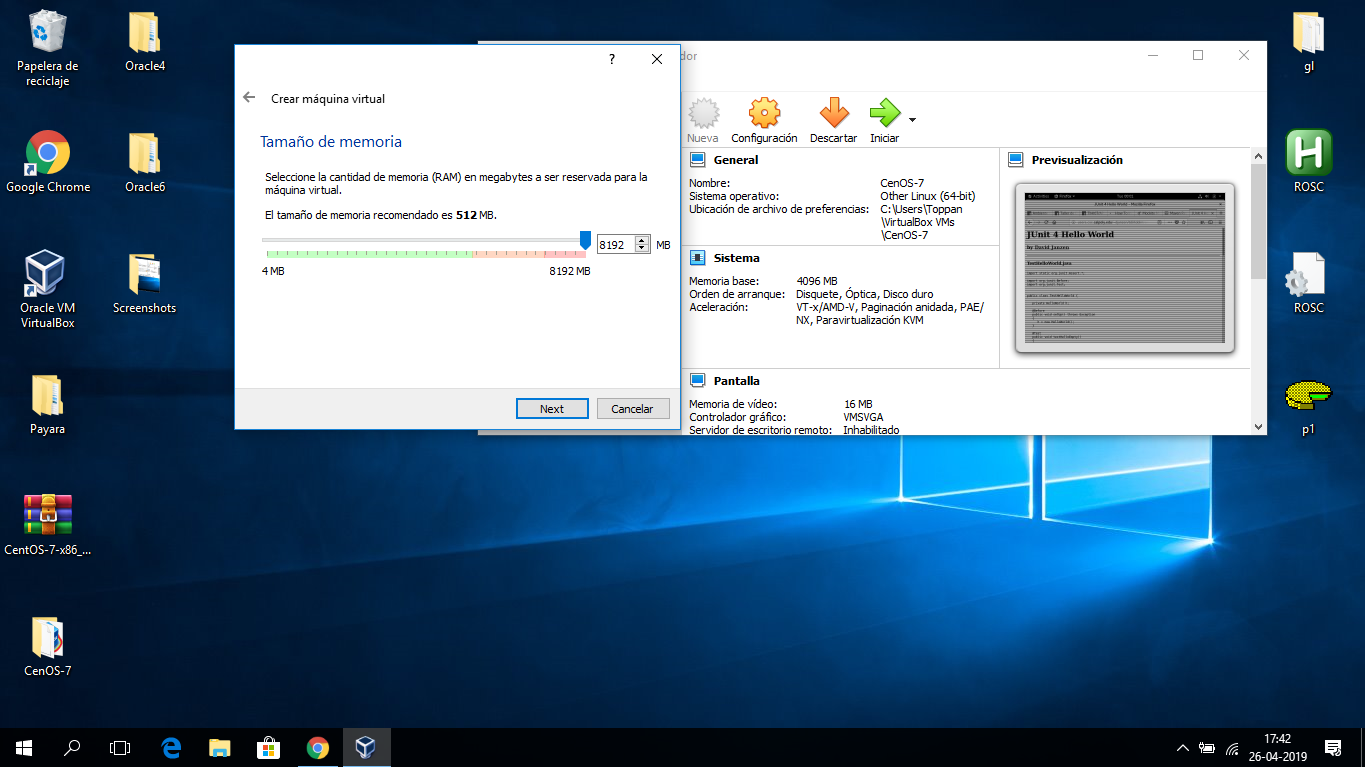 Papelera de
reciclaje
Oracle4
Google Chrome
Oracle6
Oracle VM
VirtualBox
Screenshots
Payara
CentOS-7-x86_...
CenOS-7
?
Crear máquina virtual
Tamaño de memoria
Seleccione la cantidad de memoria (RAM) en megabytes a ser reservada para la
máquina virtual.
El tamaño de memoria recomendado es 512 MB.
8192 MB
4 MB 8192 MB
Next Cancelar
dor
Nueva Configuración Descartar Iniciar
General
Nombre: CenOS-7
Sistema operativo: Other Linux (64-bit)
Ubicación de archivo de preferencias: C:\Users\Toppan
\VirtualBox VMs
\CenOS-7
Sistema
Memoria base: 4096 MB
Orden de arranque: Disquete, Óptica, Disco duro
Aceleración: VT-x/AMD-V, Paginación anidada, PAE/
NX, Paravirtualización KVM
Pantalla
Memoria de vídeo: 16 MB
Controlador gráfico: VMSVGA
Servidor de escritorio remoto: Inhabilitado
Previsualización
JUnit 4 Hello World
By David Janzen
TestHelloWorld.java
gl
H
ROSC
ROSC
p1
17:42
26-04-2019